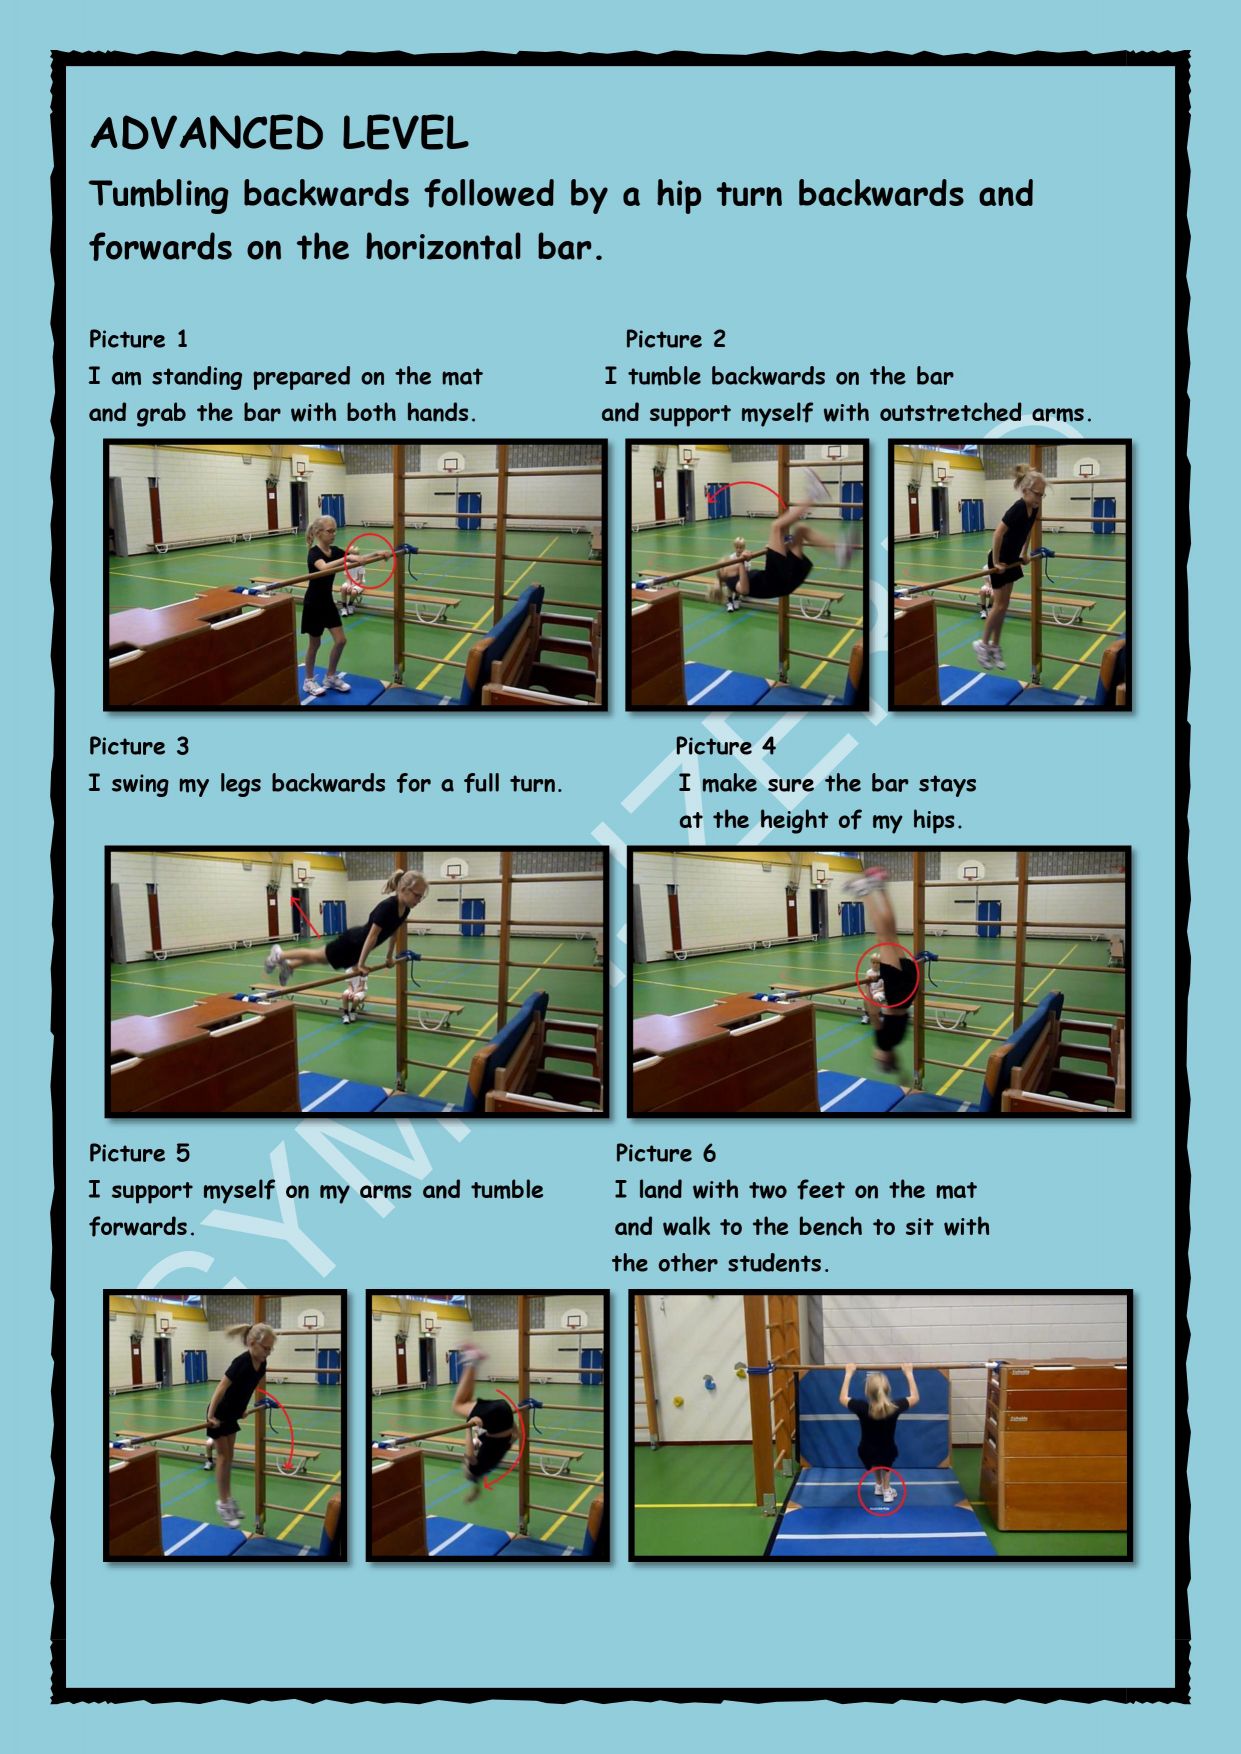 ADVANCED LEVEL
Tumbling backwards followed by a hip turn backwards and
forwards on the horizontal bar.
Picture 1
I am standing prepared on the mat
and grab the bar with both hands.
Picture 2
I tumble backwards on the bar
and support myself with outstretched arms.
Picture 3
I swing my legs backwards for a full turn.
Picture 4
I make sure the bar stays
at the height of my hips.
Picture 5
I support myself on my arms and tumble
forwards.
Picture 6
I land with two feet on the mat
and walk to the bench to sit with
the other students.